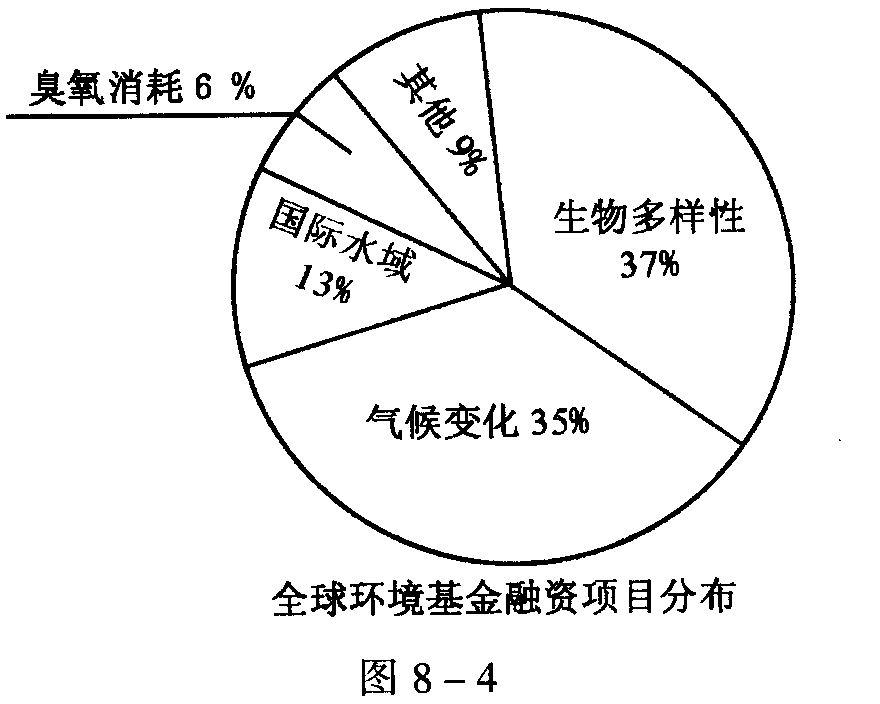 臭氧消耗6 %
其他9%
生物多样性
37%
国际水域
13%
气候变化35%
全球环境基金融资项目分布
图8-4